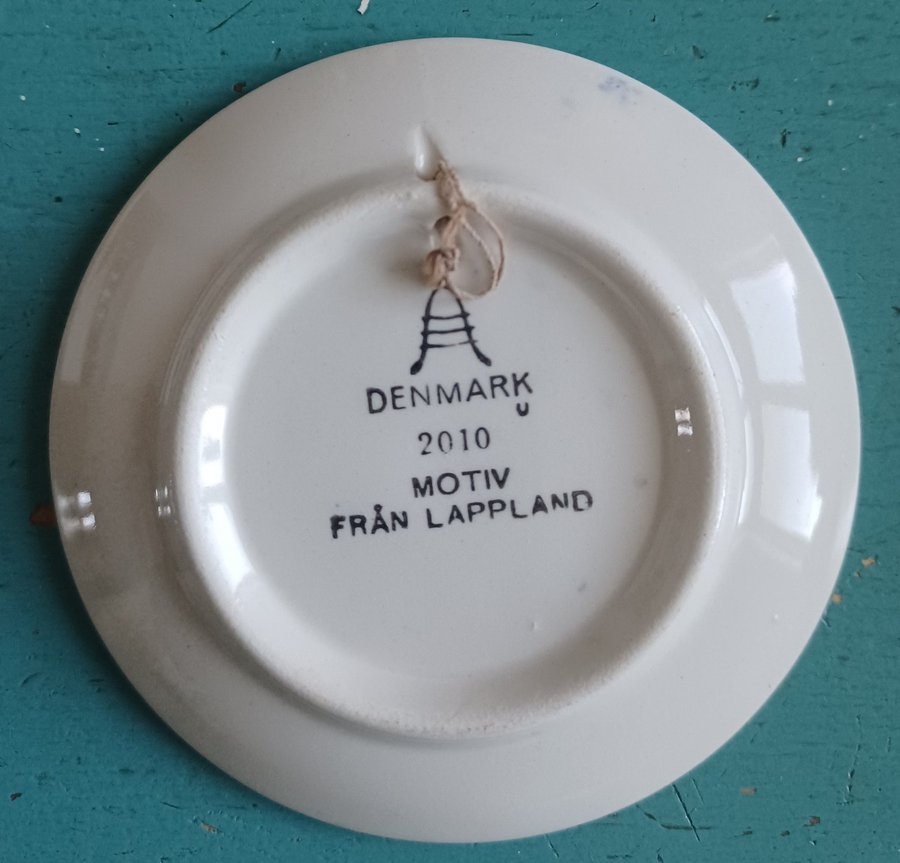 DENMARK
U
2010
MOTIV
FRÅN LAPPLAND